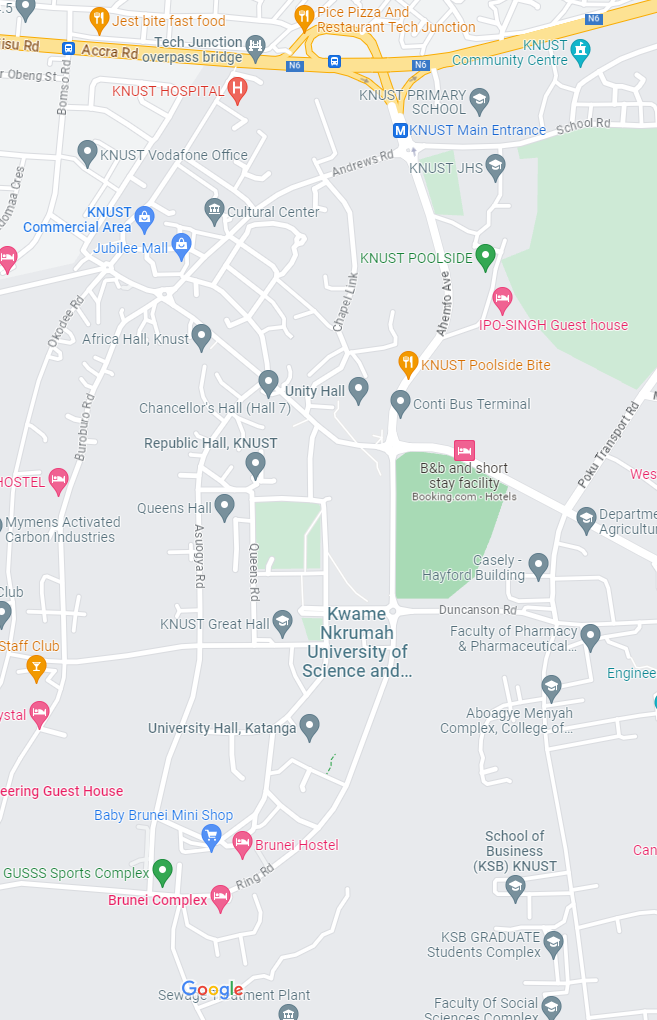 Jest bite fast food
Pice Pizza And
Restaurant Tech Junction
N6
Accra Rd
Tech Junction
overpass bridge
N6
N6
KNUST
Community Centre
Bomso Rd
Obeng St
KNUST HOSPITAL
KNUST PRIMARY
SCHOOL
KNUST Main Entrance
School Rd
KNUST Vodafone Office
Andrews Rd
KNUST JHS
KNUST
Commercial Area
Cultural Center
Jubilee Mall
KNUST POOLSIDE
Okodee Rd
Chapel Link
Ahemfo Ave
IPO-SINGH Guest house
Africa Hall, Knust
KNUST Poolside Bite
Unity Hall
Chancellor's Hall (Hall 7)
Conti Bus Terminal
Buroburo Rd
Republic Hall, KNUST
Poku Transport Rd
B&b and short
stay facility
Booking.com · Hotels
HOSTEL
Wes
Queens Hall
Mymens Activated
Carbon Industries
Departme
Agricultu
Asuogya Rd
Queens Rd
Casely -
Hayford Building
Club
Duncanson Rd
KNUST Great Hall
Kwame
Nkrumah
University of
Science and...
Faculty of Pharmacy
& Pharmaceutical...
Staff Club
Enginee
ystal
Aboagye Menyah
Complex, College of...
University Hall, Katanga
eering Guest House
Baby Brunei Mini Shop
Brunei Hostel
School of
Business
(KSB) KNUST
Can
GUSSS Sports Complex
Ring Rd
Brunei Complex
KSB GRADUATE
Students Complex
Google
Sewage Treatment Plant
Faculty Of Social
Sciences Complex